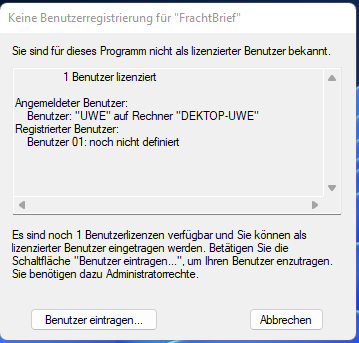 Keine Benutzerregistrierung für "FrachtBrief"
Sie sind für dieses Programm nicht als lizenzierter Benutzer bekannt.
1 Benutzer lizenziert
Angemeldeter Benutzer:
Benutzer: "UWE" auf Rechner "DEKTOP-UWE"
Registrierter Benutzer:
Benutzer 01: noch nicht definiert
Es sind noch 1 Benutzerlizenzen verfügbar und Sie können als
lizenzierter Benutzer eingetragen werden. Betätigen Sie die
Schaltfläche "Benutzer eintragen...", um Ihren Benutzer enzutragen.
Sie benötigen dazu Administratorrechte.
Benutzer eintragen...
Abbrechen